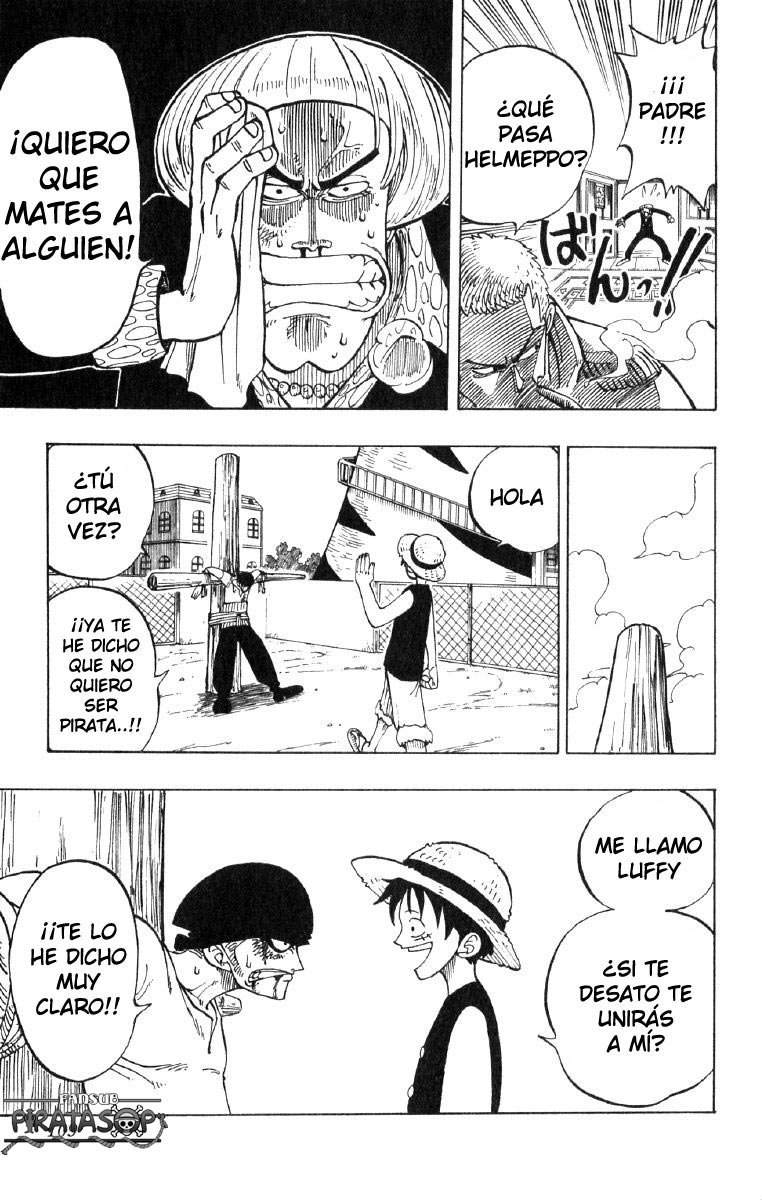 ¡¡¡
PADRE
!!!
¿QUÉ
PASA
HELMEPPO?
ばんっ!!
¡QUIERO
QUE
MATES A
ALGUIEN!
HOLA
¿TÚ
OTRA
VEZ?
¡¡YA TE
HE DICHO
QUE NO
QUIERO
SER
PIRATA..!!
ME LLAMO
LUFFY
¿SI TE
DESATO TE
UNIRÁS
A MÍ?
¡¡TE LO
HE DICHO
MUY
CLARO!!
FANSUB
PIRATASOP